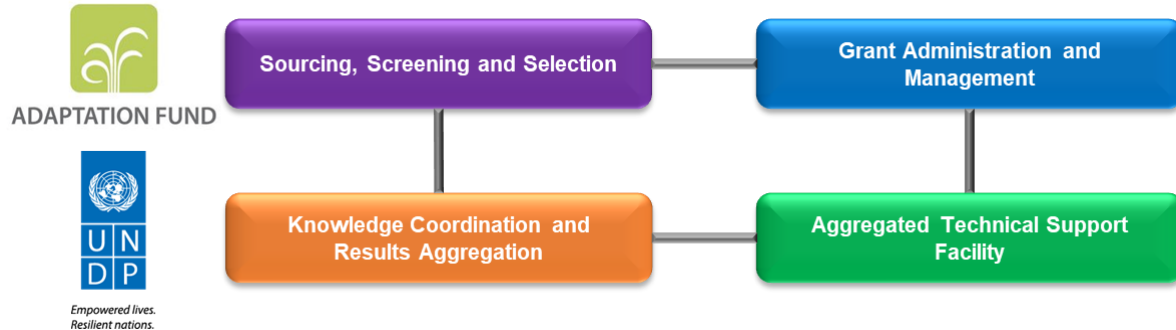 ADAPTATION FUND
Sourcing, Screening and Selection
Grant Administration and
Management
U N
D P
Empowered lives.
Resilient nations.
Knowledge Coordination and
Results Aggregation
Aggregated Technical Support
Facility